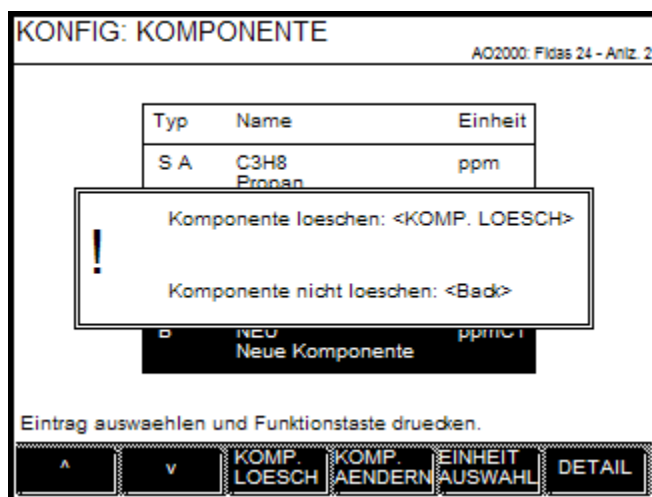 KONFIG: KOMPONENTE
AO2000: Fidas 24 - Anlz. 2
Typ Name Einheit
S A C3H8 ppm
Propan
Komponente loeschen: <KOMP. LOESCH>
!
Komponente nicht loeschen: <Back>
B NEU ppmC1
Neue Komponente
Eintrag auswaehlen und Funktionstaste druecken.
^ v KOMP. LOESCH KOMP. AENDERN EINHEIT AUSWAHL DETAIL